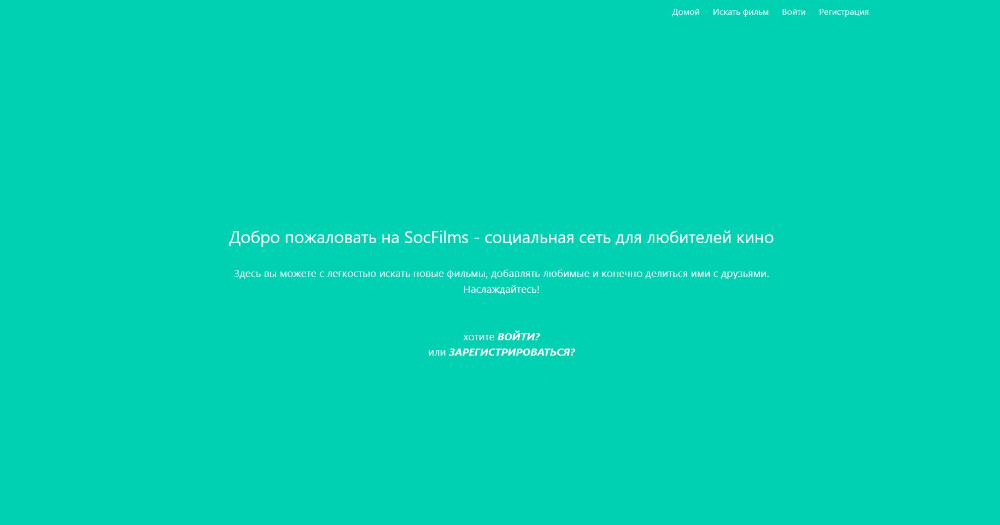 Домой Искать фильм Войти Регистрация
Добро пожаловать на SocFilms - социальная сеть для любителей кино
Здесь вы можете с легкостью искать новые фильмы, добавлять любимые и конечно делиться ими с друзьями.
Наслаждайтесь!
хотите ВОЙТИ?
или ЗАРЕГИСТРИРОВАТЬСЯ?